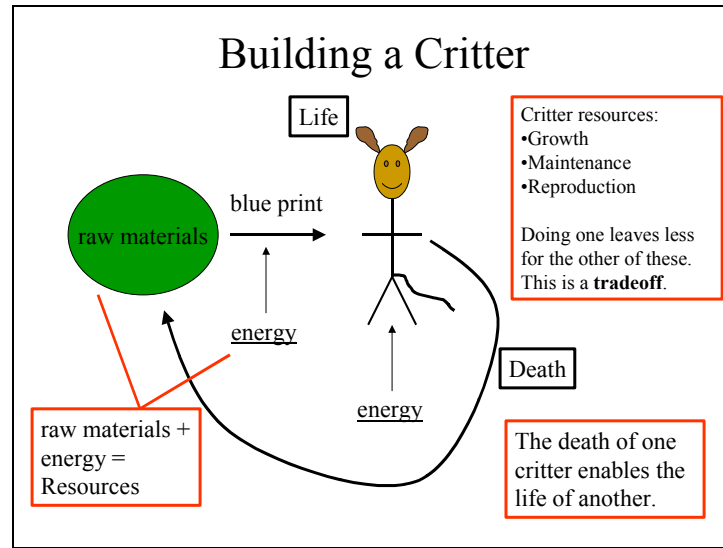 Building a Critter
Life
Critter resources:
•Growth
•Maintenance
•Reproduction
Doing one leaves less
for the other of these.
This is a tradeoff.
blue print
raw materials
energy
energy
Death
raw materials +
energy =
Resources
The death of one
critter enables the
life of another.